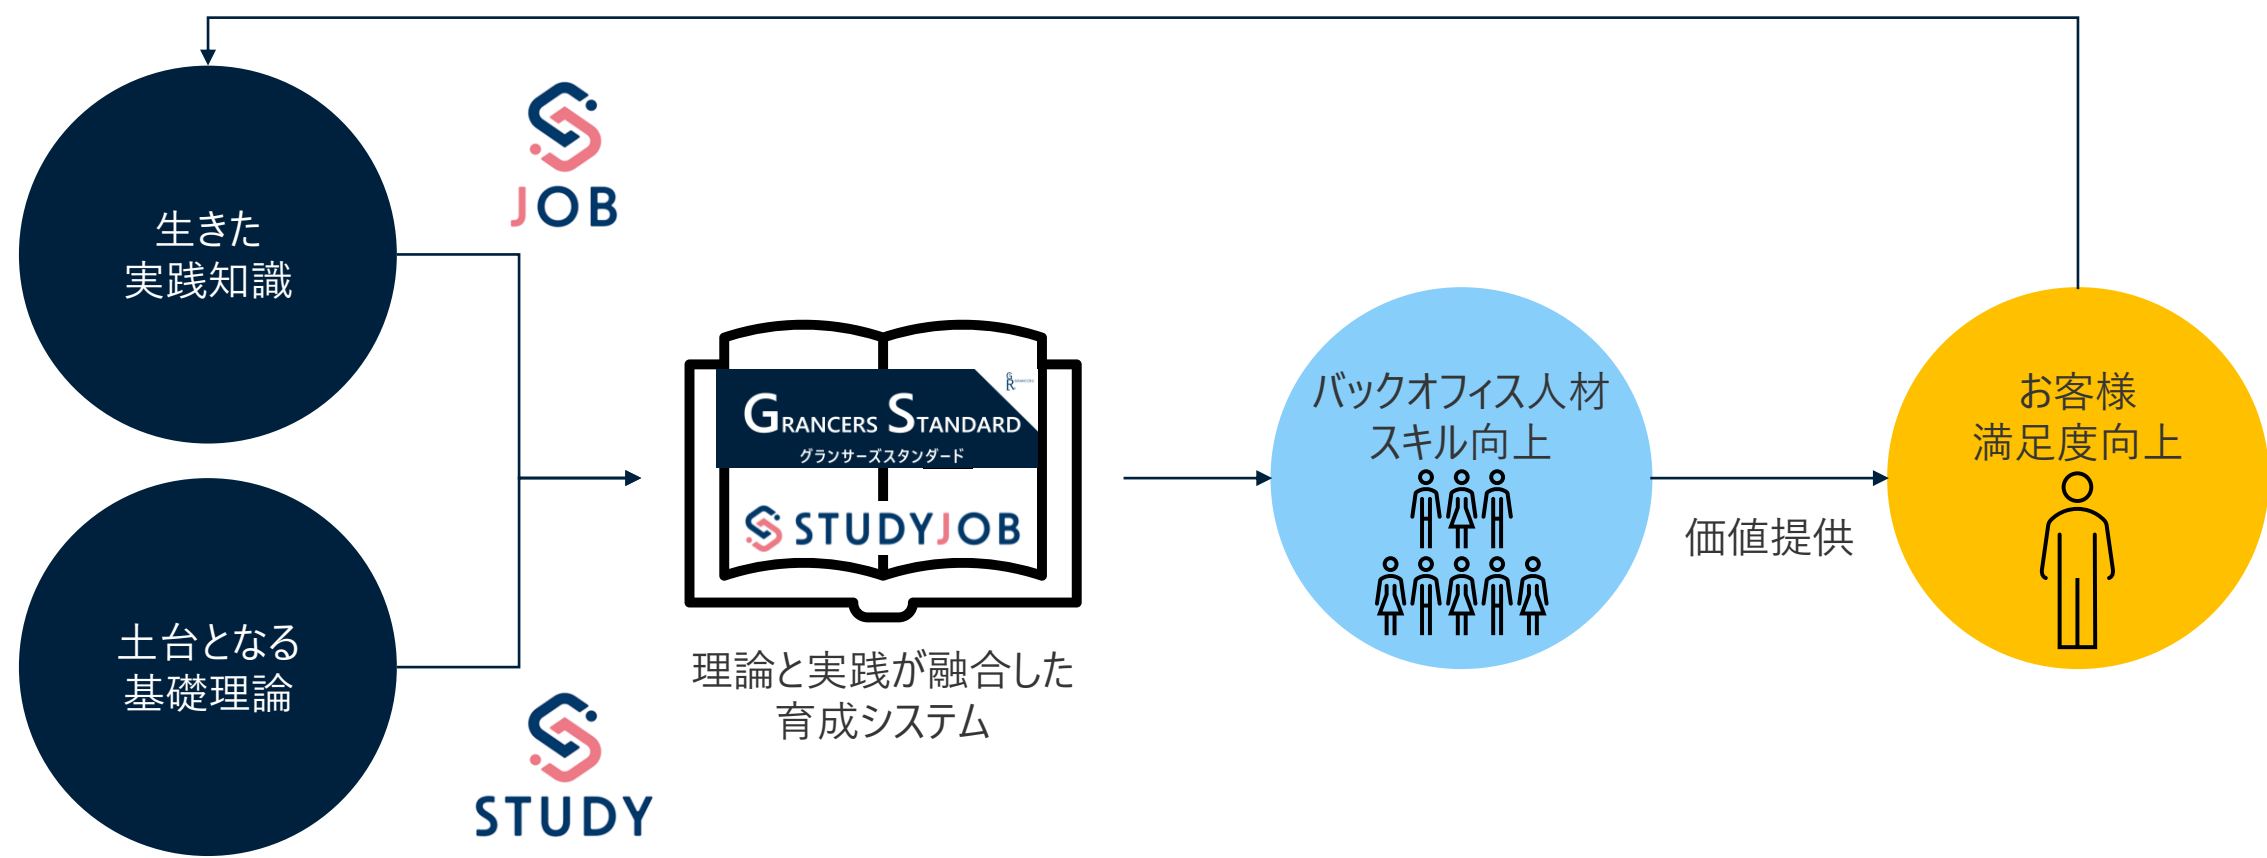 生きた
実践知識
JOB
土台となる
基礎理論
STUDY
GRANCERS STANDARD
グランサーズスタンダード
STUDYJOB
理論と実践が融合した
育成システム
バックオフィス人材
スキル向上
価値提供
お客様
満足度向上